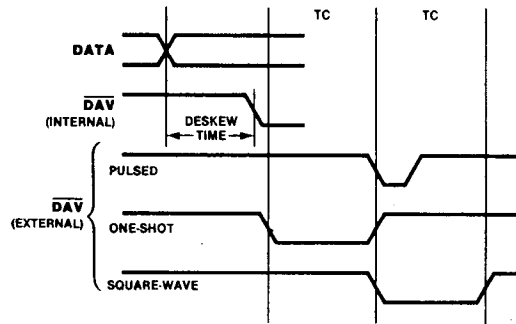 TC TC
DATA
DAV
(INTERNAL)
DESKEW
TIME
PULSED
DAV
(EXTERNAL)
ONE-SHOT
SQUARE-WAVE